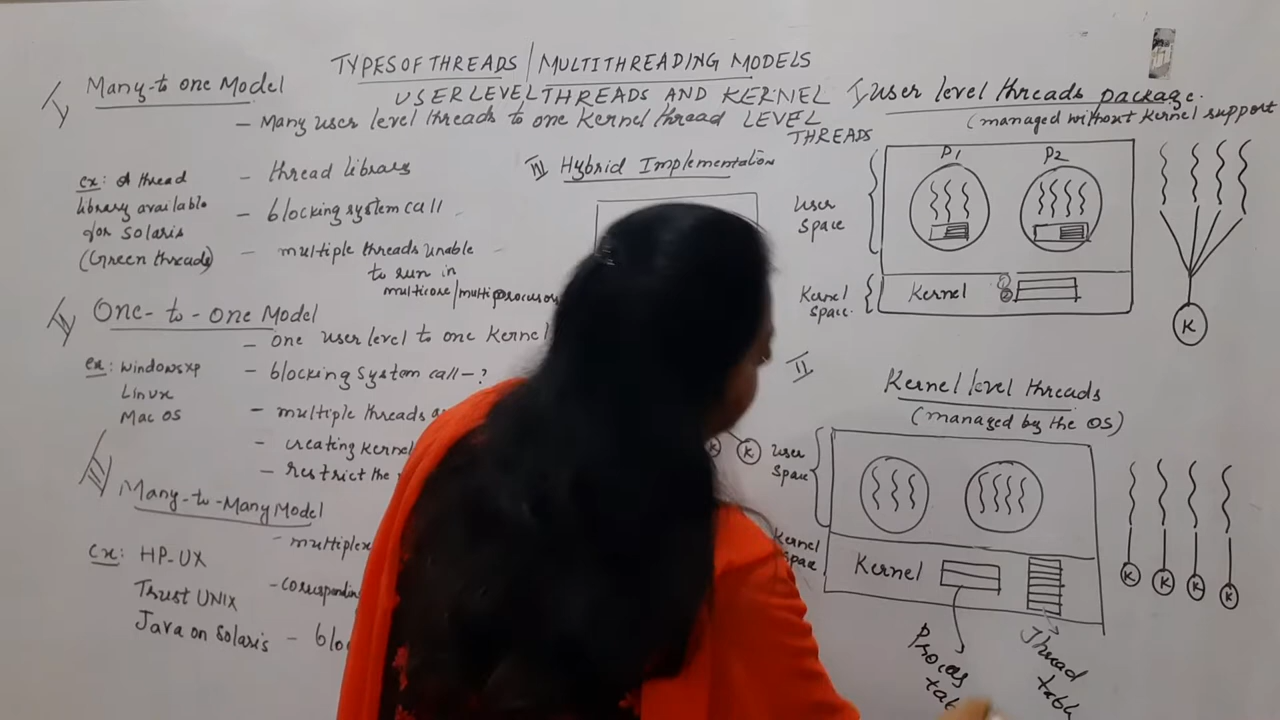 TYPES OF THREADS / MULTITHREADING MODELS
USER LEVEL THREADS AND KERNEL
LEVEL
THREADS
I) Many-to one Model
- Many user level threads to one Kernel thread
ex: A thread
library available
for Solaris
(Green threads)
- thread library
- blocking system call
- multiple threads unable
to run in
multicore/multiprocessor
II) One-to-one Model
- one user level to one Kernel
ex: Windows xp
Linux
Mac OS
- blocking system call-?
- multiple threads
- creating kernel
- restrict the
III) Many-to-Many Model
ex: HP-UX
Trust UNIX
Java on Solaris
- multiplex
- corresponding
- bloc
III) Hybrid Implementation
K
I) User level threads package.
(managed without Kernel support
P1
P2
User
Space
Kernel
Space.
Kernel
1
2
K
II
Kernel level threads
(managed by the OS)
User
Space
Kernel
Space
Kernel
K K K K
Process
tab
Thread
table